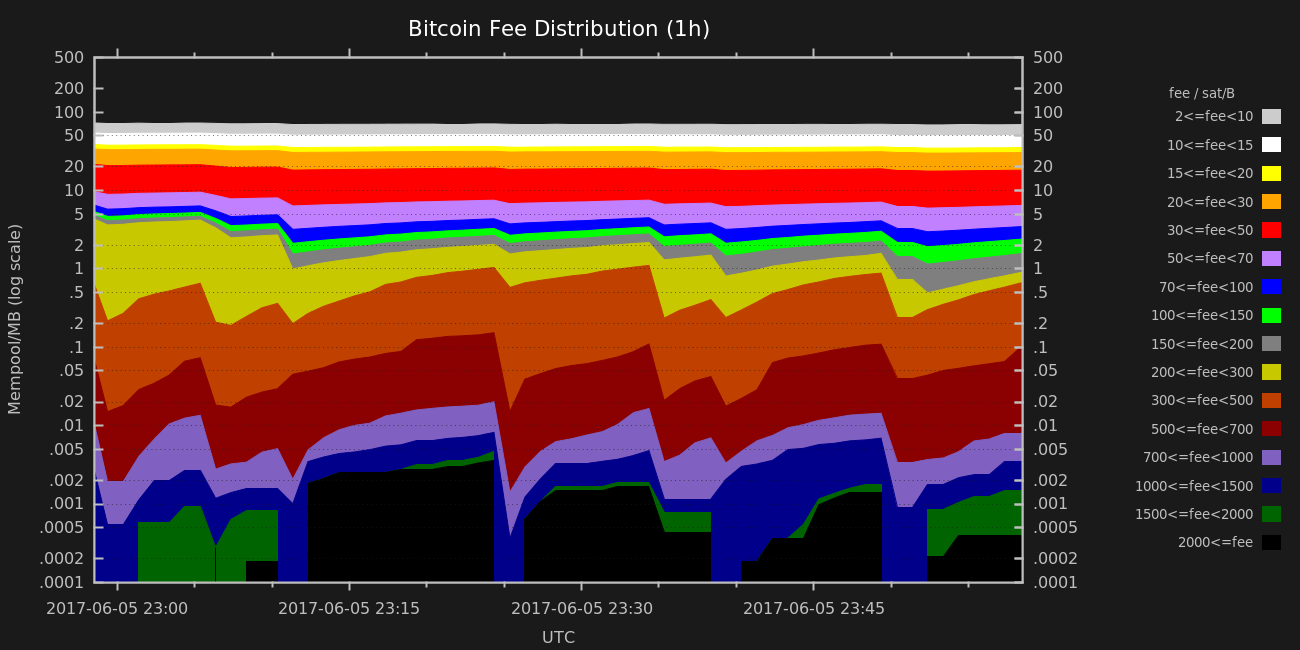 Bitcoin Fee Distribution (1h)
500 500
200 200
100 100
50 50
20 20
10 10
5 5
2 2
1 1
.5 .5
.2 .2
.1 .1
.05 .05
.02 .02
.01 .01
.005 .005
.002 .002
.001 .001
.0005 .0005
.0002 .0002
.0001 .0001
Mempool/MB (log scale)
2017-06-05 23:00 2017-06-05 23:15 2017-06-05 23:30 2017-06-05 23:45
UTC
fee / sat/B
2<=fee<10
10<=fee<15
15<=fee<20
20<=fee<30
30<=fee<50
50<=fee<70
70<=fee<100
100<=fee<150
150<=fee<200
200<=fee<300
300<=fee<500
500<=fee<700
700<=fee<1000
1000<=fee<1500
1500<=fee<2000
2000<=fee